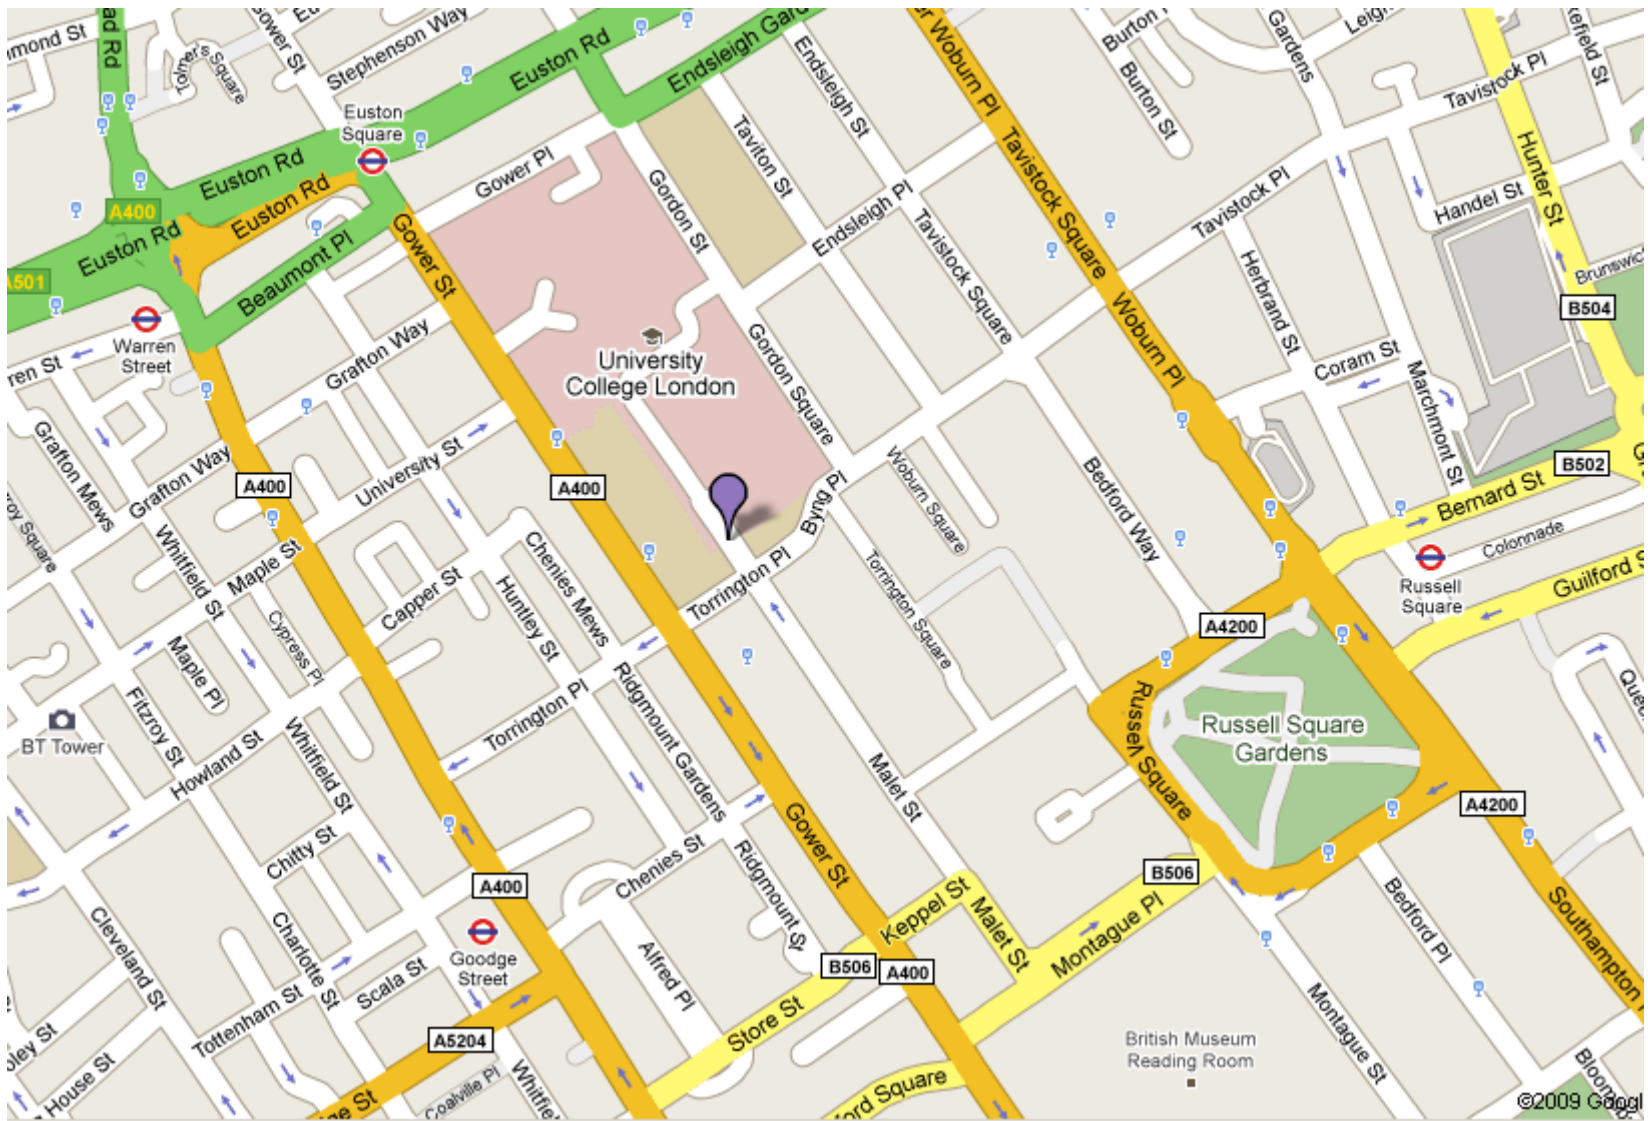 Gower St
Stephenson Way
Tolmer's Square
Euston Rd
Endsleigh St
Burton St
Gardens
Tavistock Pl
Euston
Square
Euston Rd
Euston Rd
Euston Rd
A400
A501
Beaumont Pl
Gower Pl
Gower St
Gordon St
Taviton St
Endsleigh Pl
Tavistock Square
Tavistock Square
Woburn Pl
Woburn Pl
Tavistock Pl
Handel St
Hunter St
B504
Herbrand St
Coram St
Marchmont St
B502
Bernard St
Colonnade
Warren
Street
Grafton Way
Grafton Way
Grafton Mews
University
College London
Gordon Square
University St
A400
A400
Byng Pl
Woburn Square
Bedford Way
Russell
Square
A4200
Torrington Pl
Torrington Square
Whitfield St
Maple St
Capper St
Chenies Mews
Huntley St
Cypress Pl
Maple Pl
Fitzroy St
BT Tower
Howland St
Whitfield St
Torrington Pl
Ridgmount Gardens
Malet St
Russell Square
Russell Square
Gardens
A4200
Gower St
Chitty St
Chenies St
Ridgmount St
A400
B506
Keppel St
Malet St
Montague Pl
Bedford Pl
Southampton
Cleveland St
Charlotte St
Goodge
Street
Scala St
Alfred Pl
B506
A400
Store St
Tottenham St
A5204
Montague St
British Museum
Reading Room
Colville Pl
©2009